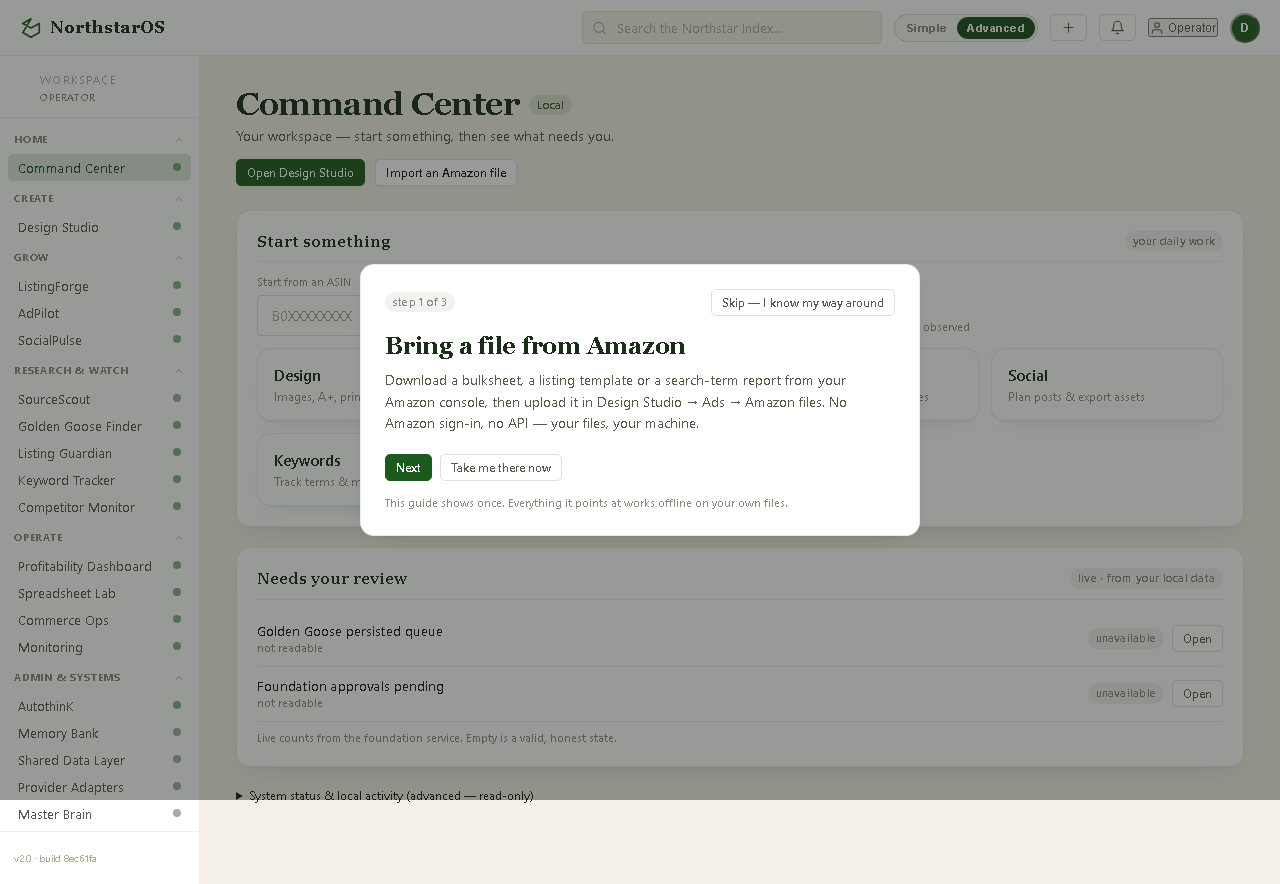 NorthstarOS
Search the Northstar Index...
Simple
Advanced
+
Operator
D
WORKSPACE
OPERATOR
HOME
Command Center
CREATE
Design Studio
GROW
ListingForge
AdPilot
SocialPulse
RESEARCH & WATCH
SourceScout
Golden Goose Finder
Listing Guardian
Keyword Tracker
Competitor Monitor
OPERATE
Profitability Dashboard
Spreadsheet Lab
Commerce Ops
Monitoring
ADMIN & SYSTEMS
AutothinK
Memory Bank
Shared Data Layer
Provider Adapters
Master Brain
v2.0 · build 8ec61fa
Command Center
Local
Your workspace — start something, then see what needs you.
Open Design Studio
Import an Amazon file
Start something
your daily work
Start from an ASIN
B0XXXXXXXX
observed
Design
Images, A+, prin
Social
Plan posts & export assets
Keywords
Track terms & m
step 1 of 3
Skip — I know my way around
Bring a file from Amazon
Download a bulksheet, a listing template or a search-term report from your
Amazon console, then upload it in Design Studio → Ads → Amazon files. No
Amazon sign-in, no API — your files, your machine.
Next
Take me there now
This guide shows once. Everything it points at works offline on your own files.
Needs your review
live · from your local data
Golden Goose persisted queue
not readable
unavailable
Open
Foundation approvals pending
not readable
unavailable
Open
Live counts from the foundation service. Empty is a valid, honest state.
System status & local activity (advanced — read-only)